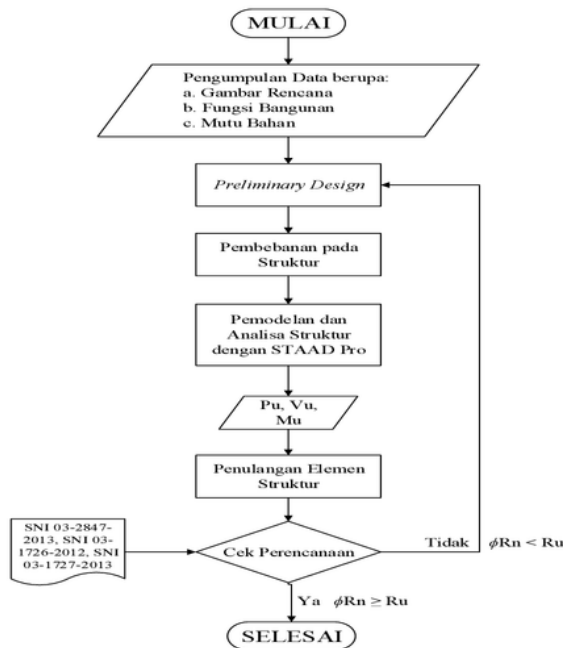 MULAI
Pengumpulan Data berupa:
a. Gambar Rencana
b. Fungsi Bangunan
c. Mutu Bahan
Preliminary Design
Pembebanan pada
Struktur
Pemodelan dan
Analisa Struktur
dengan STAAD Pro
Pu, Vu,
Mu
Penulangan Elemen
Struktur
SNI 03-2847-
2013, SNI 03-
1726-2012, SNI
03-1727-2013
Cek Perencanaan
Tidak ϕRn < Ru
Ya ϕRn ≥ Ru
SELESAI